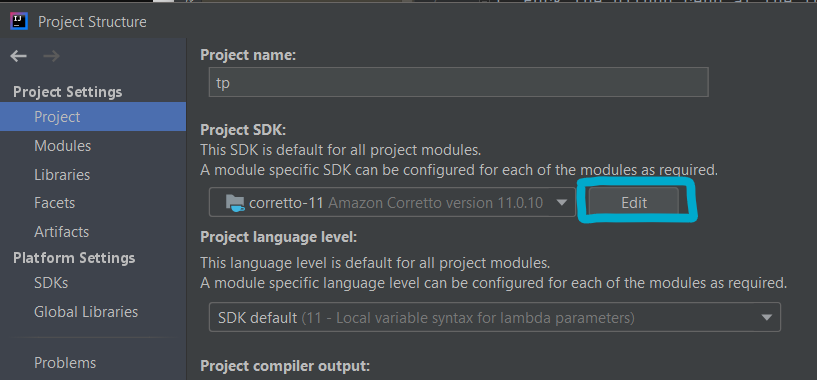 IJ
Project Structure
Project Settings
Project
Modules
Libraries
Facets
Artifacts
Platform Settings
SDKs
Global Libraries
Problems
Project name:
tp
Project SDK:
This SDK is default for all project modules.
A module specific SDK can be configured for each of the modules as required.
corretto-11 Amazon Corretto version 11.0.10
Edit
Project language level:
This language level is default for all project modules.
A module specific language level can be configured for each of the modules as required.
SDK default (11 - Local variable syntax for lambda parameters)
Project compiler output: